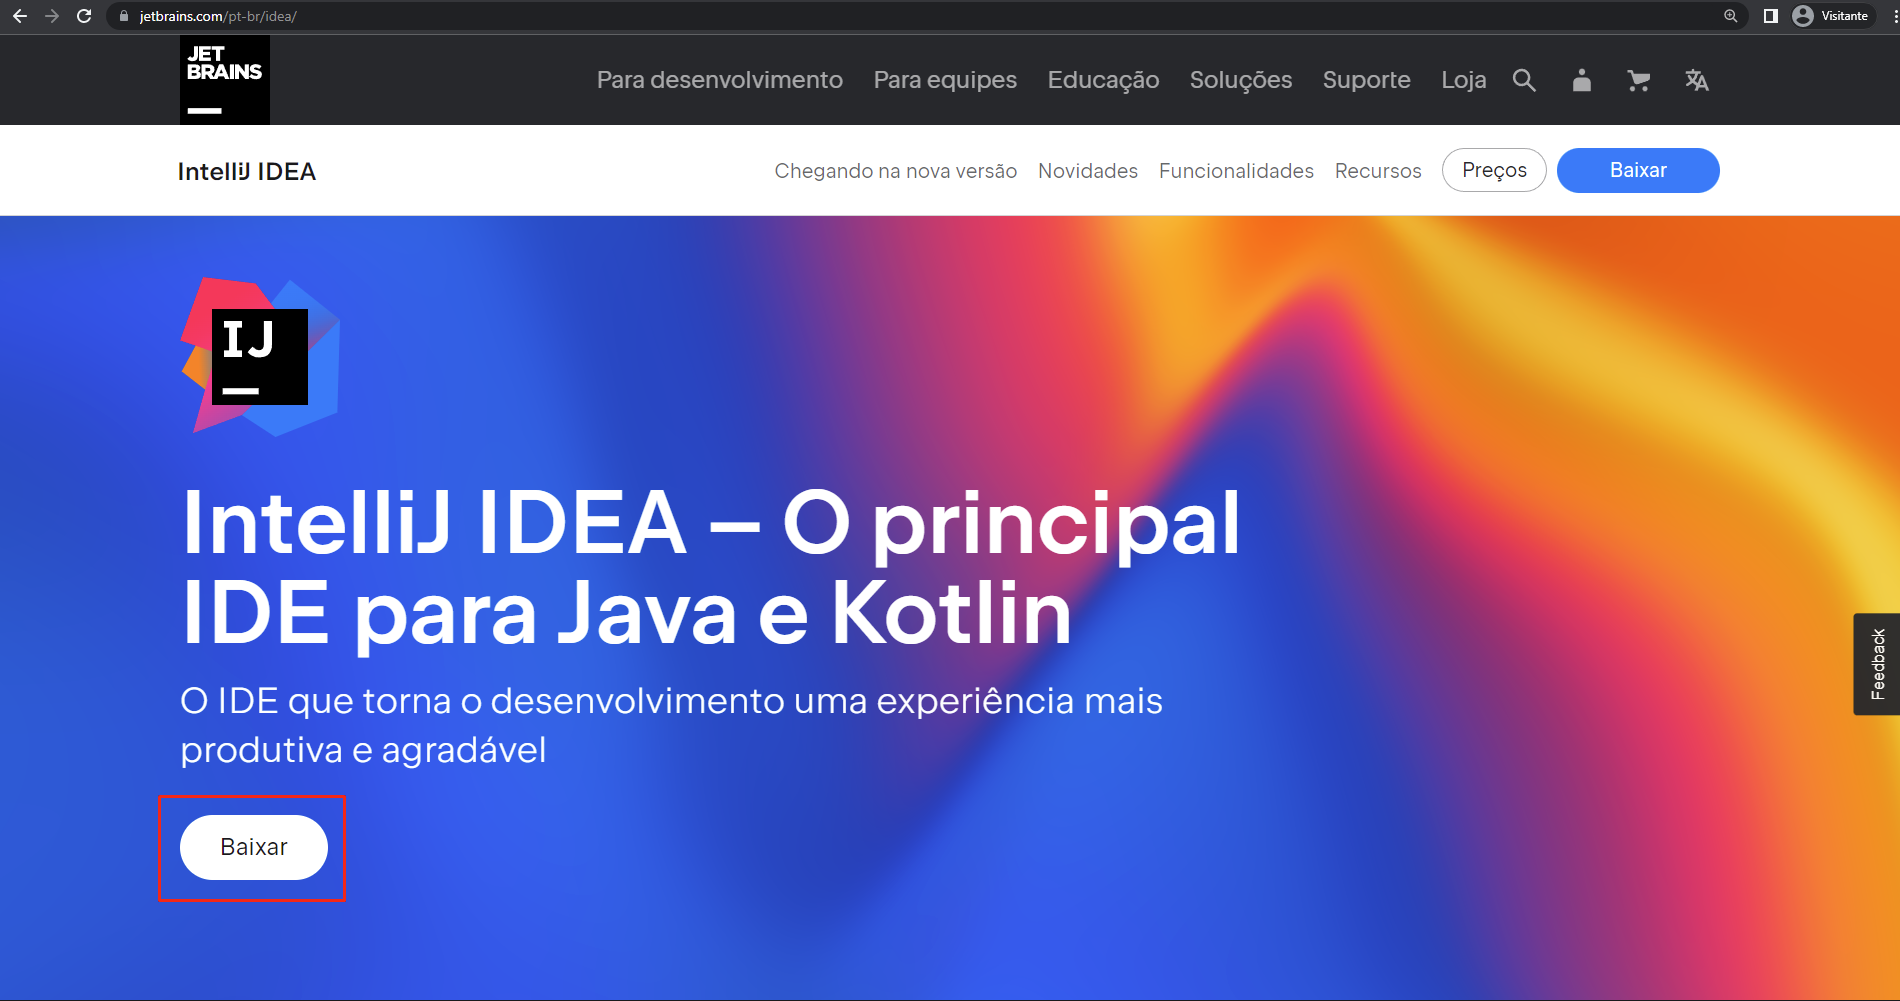 jetbrains.com/pt-br/idea/
Visitante
JET
BRAINS
Para desenvolvimento Para equipes Educação Soluções Suporte Loja
IntelliJ IDEA
Chegando na nova versão Novidades Funcionalidades Recursos Preços Baixar
IJ
IntelliJ IDEA – O principal
IDE para Java e Kotlin
O IDE que torna o desenvolvimento uma experiência mais
produtiva e agradável
Baixar
Feedback